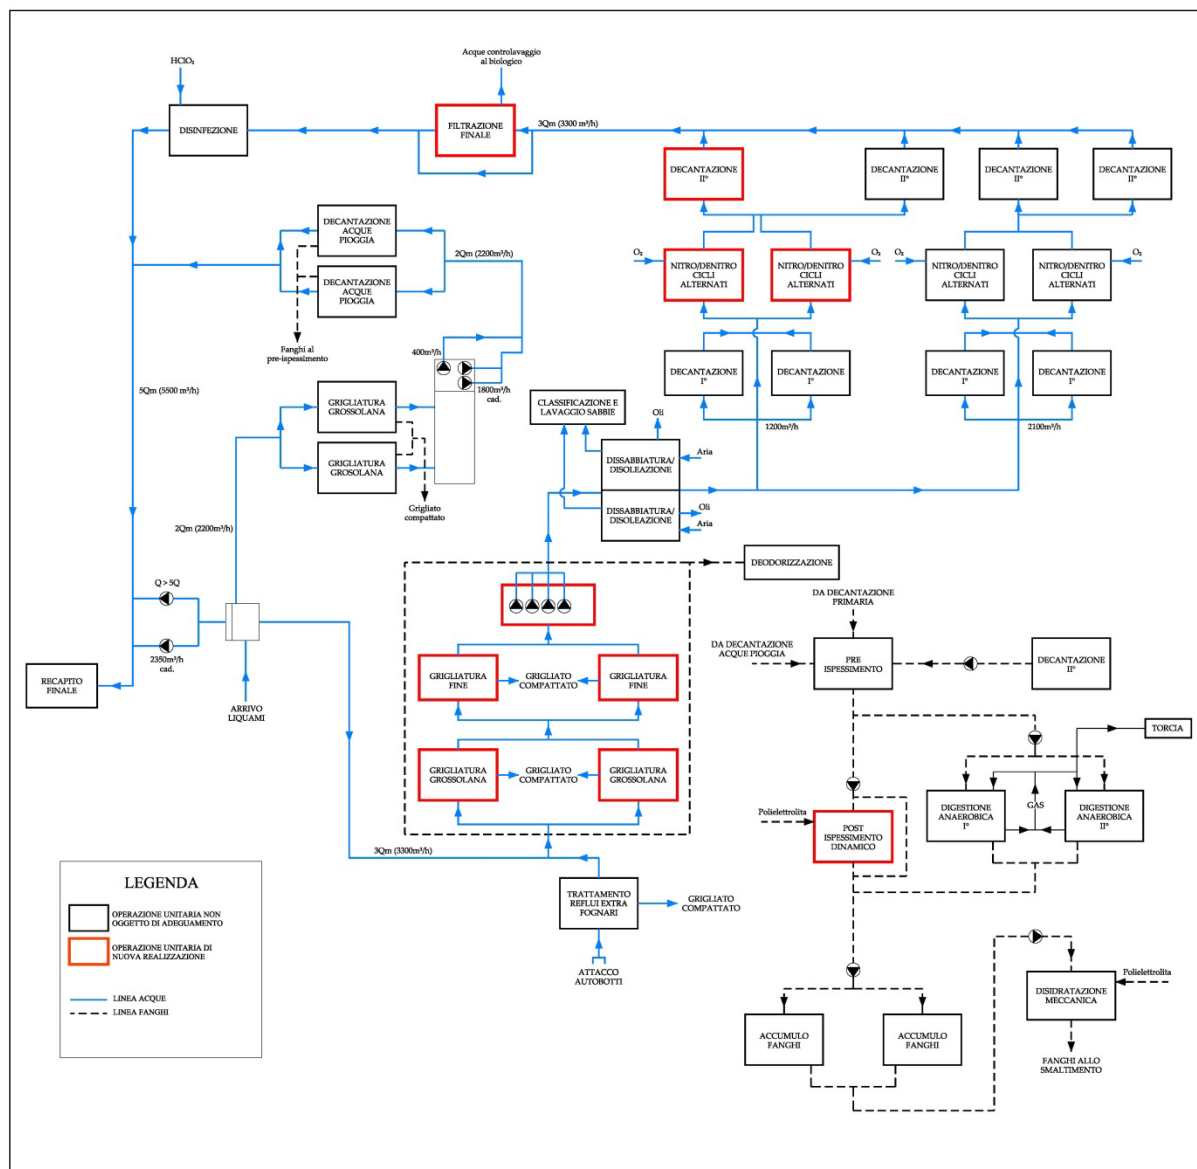 HClO₂
Acque controlavaggio
al biologico
DISINFEZIONE
FILTRAZIONE
FINALE
3Qm (3300 m³/h)
DECANTAZIONE
II°
DECANTAZIONE
II°
DECANTAZIONE
II°
DECANTAZIONE
II°
DECANTAZIONE
ACQUE
PIOGGIA
2Qm (2200m³/h)
DECANTAZIONE
ACQUE
PIOGGIA
O₂
NITRO/DENITRO
CICLI
ALTERNATI
NITRO/DENITRO
CICLI
ALTERNATI
O₂
O₂
NITRO/DENITRO
CICLI
ALTERNATI
NITRO/DENITRO
CICLI
ALTERNATI
O₂
Fanghi al
pre-ispessimento
400m³/h
1800m³/h
cad.
5Qm (5500 m³/h)
DECANTAZIONE
I°
DECANTAZIONE
I°
DECANTAZIONE
I°
DECANTAZIONE
I°
1200m³/h
2100m³/h
GRIGLIATURA
GROSSOLANA
GRIGLIATURA
GROSOLANA
Grigliato
compattato
CLASSIFICAZIONE E
LAVAGGIO SABBIE
Oli
DISSABBIATURA/
DISOLEAZIONE
Aria
DISSABBIATURA/
DISOLEAZIONE
Oli
Aria
2Qm (2200m³/h)
DEODORIZZAZIONE
Q > 5Q
2350m³/h
cad.
RECAPITO
FINALE
ARRIVO
LIQUAMI
GRIGLIATURA
FINE
GRIGLIATO
COMPATTATO
GRIGLIATURA
FINE
GRIGLIATURA
GROSSOLANA
GRIGLIATO
COMPATTATO
GRIGLIATURA
GROSSOLANA
3Qm (3300m³/h)
TRATTAMENTO
REFLUI EXTRA
FOGNARI
GRIGLIATO
COMPATTATO
ATTACCO
AUTOBOTTI
DA DECANTAZIONE
PRIMARIA
DA DECANTAZIONE
ACQUE PIOGGIA
PRE
ISPESSIMENTO
DECANTAZIONE
II°
TORCIA
Polielettrolita
POST
ISPESSIMENTO
DINAMICO
DIGESTIONE
ANAEROBICA
I°
GAS
DIGESTIONE
ANAEROBICA
II°
ACCUMULO
FANGHI
ACCUMULO
FANGHI
DISIDRATAZIONE
MECCANICA
Polielettrolita
FANGHI ALLO
SMALTIMENTO
LEGENDA
OPERAZIONE UNITARIA NON
OGGETTO DI ADEGUAMENTO
OPERAZIONE UNITARIA DI
NUOVA REALIZZAZIONE
LINEA ACQUE
LINEA FANGHI